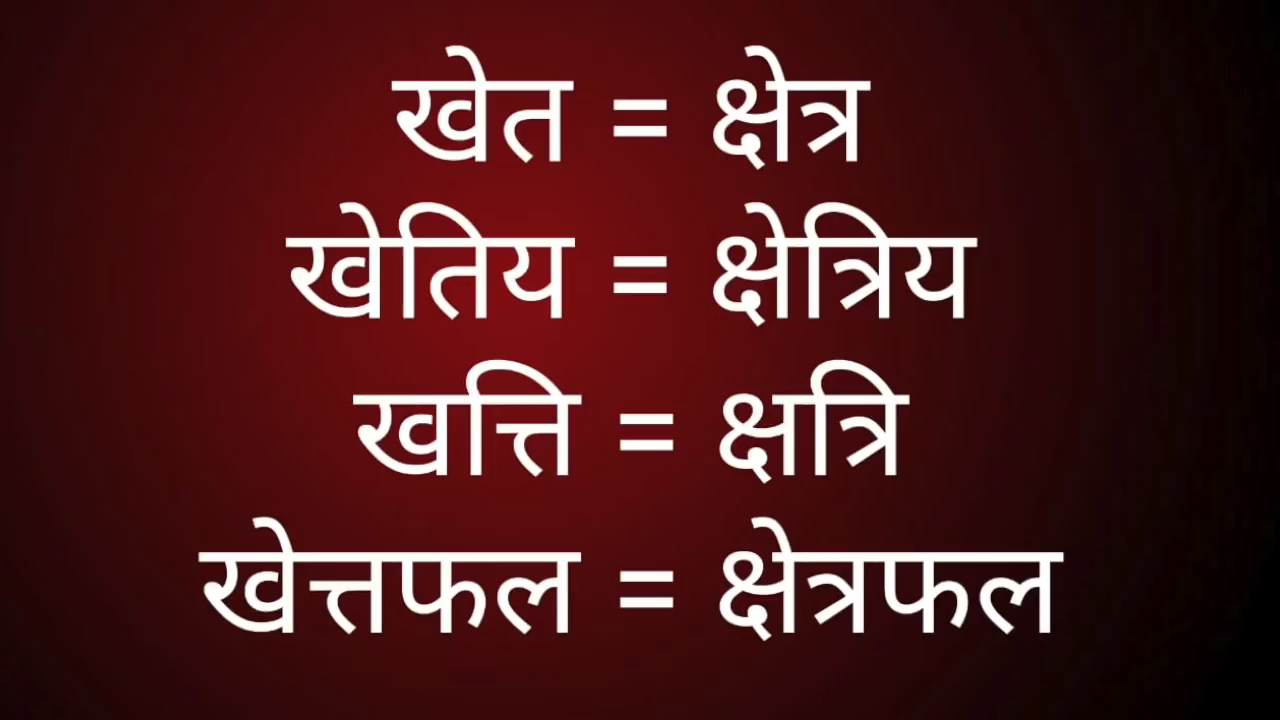 खेत = क्षेत्र
खेतिय = क्षेत्रिय
खत्ति = क्षत्रि
खेत्तफल = क्षेत्रफल